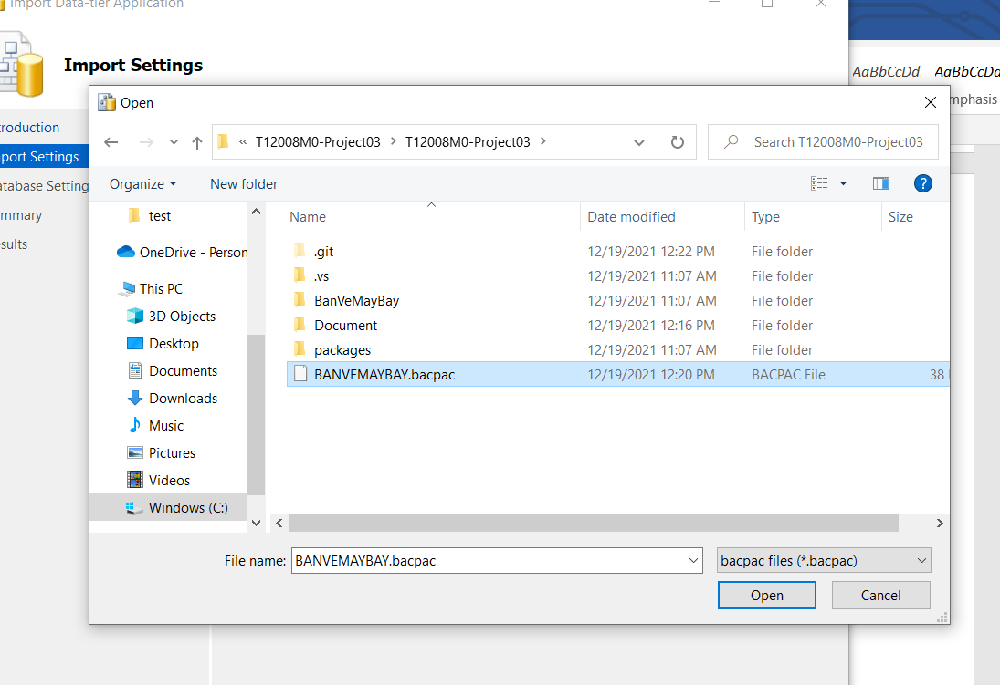 Import Data-tier Application
Import Settings
AaBbCcDd AaBbCcDd
mphasis
Open
« T12008M0-Project03 > T12008M0-Project03 >
Search T12008M0-Project03
Organize New folder
?
roduction
port Settings
atabase Setting
mmary
sults
test
OneDrive - Person
This PC
3D Objects
Desktop
Documents
Downloads
Music
Pictures
Videos
Windows (C:)
Name Date modified Type Size
.git 12/19/2021 12:22 PM File folder
.vs 12/19/2021 11:07 AM File folder
BanVeMayBay 12/19/2021 11:07 AM File folder
Document 12/19/2021 12:16 PM File folder
packages 12/19/2021 11:07 AM File folder
BANVEMAYBAY.bacpac 12/19/2021 12:20 PM BACPAC File 38
File name: BANVEMAYBAY.bacpac bacpac files (*.bacpac)
Open Cancel